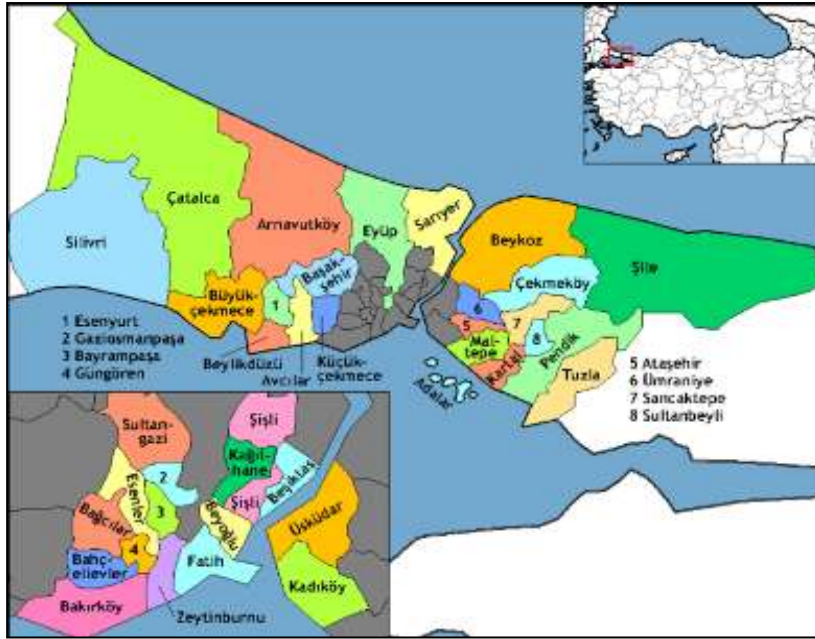 Çatalca
Silivri
Arnavutköy
Eyüp
Sarıyer
Beykoz
Şile
Başak-
şehir
Çekmeköy
Büyük-
çekmece
1
6
5
7
8
Mal-
tepe
Kartal
Pendik
Tuzla
Adalar
Beylikdüzü
Avcılar
Küçük-
çekmece
1 Esenyurt
2 Gaziosmanpaşa
3 Bayrampaşa
4 Güngören
5 Ataşehir
6 Ümraniye
7 Sancaktepe
8 Sultanbeyli
Sultan-
gazi
Şişli
Kağıt-
hane
2
Esenler
3
Şişli
Beşiktaş
Bağcılar
Beyoğlu
Üsküdar
4
Bahç-
elievler
Fatih
Kadıköy
Bakırköy
Zeytinburnu